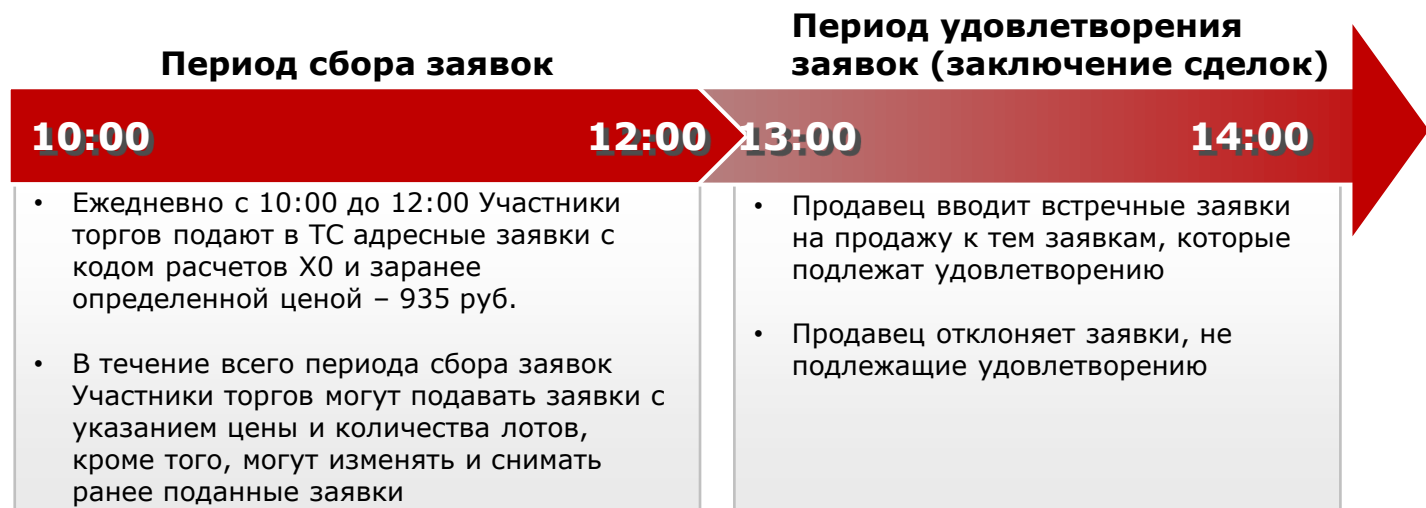 Период сбора заявок
Период удовлетворения
заявок (заключение сделок)
10:00
12:00
13:00
14:00
• Ежедневно с 10:00 до 12:00 Участники
торгов подают в ТС адресные заявки с
кодом расчетов X0 и заранее
определенной ценой – 935 руб.
• В течение всего периода сбора заявок
Участники торгов могут подавать заявки с
указанием цены и количества лотов,
кроме того, могут изменять и снимать
ранее поданные заявки
• Продавец вводит встречные заявки
на продажу к тем заявкам, которые
подлежат удовлетворению
• Продавец отклоняет заявки, не
подлежащие удовлетворению